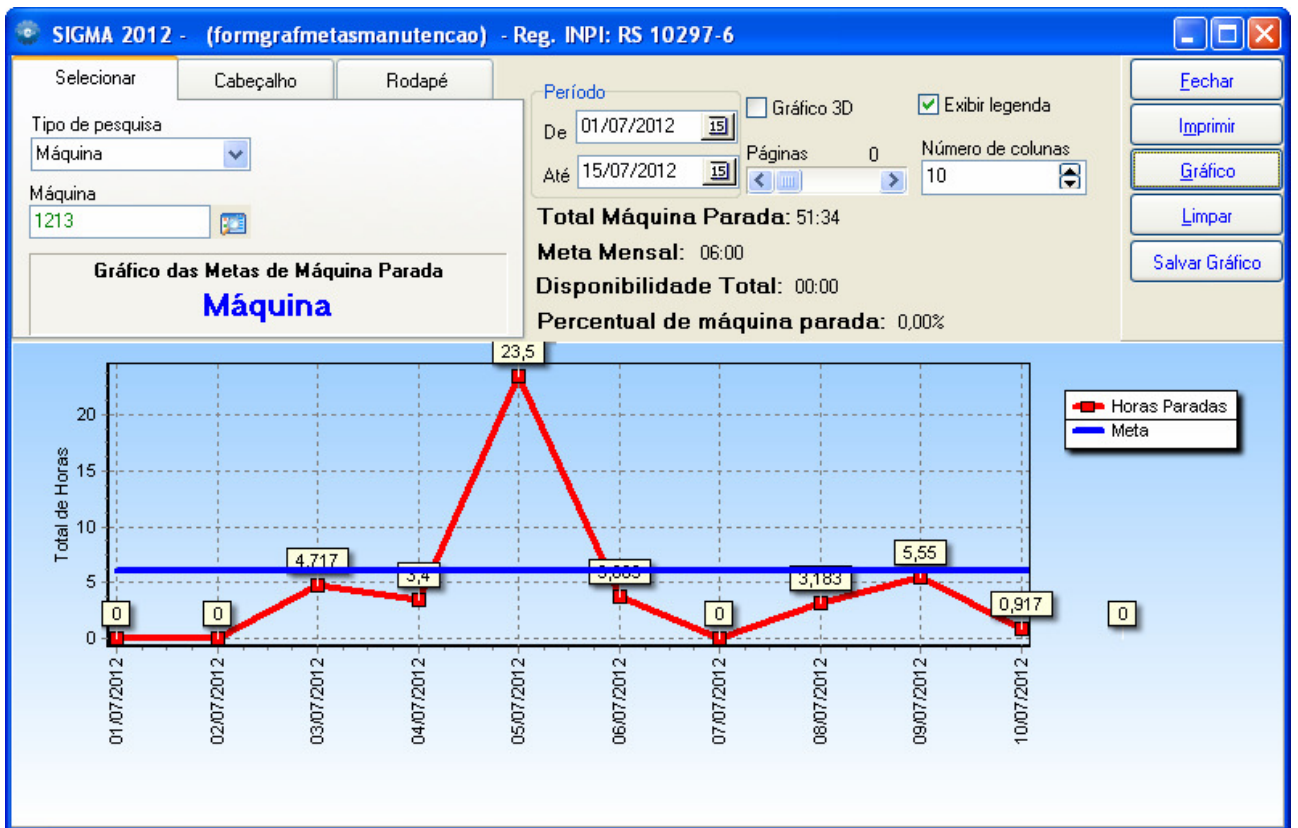 SIGMA 2012 - (formgrafmetasmanutencao) - Reg. INPI: RS 10297-6
Selecionar Cabeçalho Rodapé
Tipo de pesquisa
Máquina
Máquina
1213
Gráfico das Metas de Máquina Parada
Máquina
Período
De 01/07/2012 15
Até 15/07/2012 15
Gráfico 3D
Exibir legenda
Páginas 0
Número de colunas
10
Total Máquina Parada: 51:34
Meta Mensal: 06:00
Disponibilidade Total: 00:00
Percentual de máquina parada: 0,00%
Fechar
Imprimir
Gráfico
Limpar
Salvar Gráfico
Total de Horas
20
15
10
5
0
0
0
4,717
3,4
23,5
0
3,183
5,55
0,917
0
01/07/2012
02/07/2012
03/07/2012
04/07/2012
05/07/2012
06/07/2012
07/07/2012
08/07/2012
09/07/2012
10/07/2012
Horas Paradas
Meta